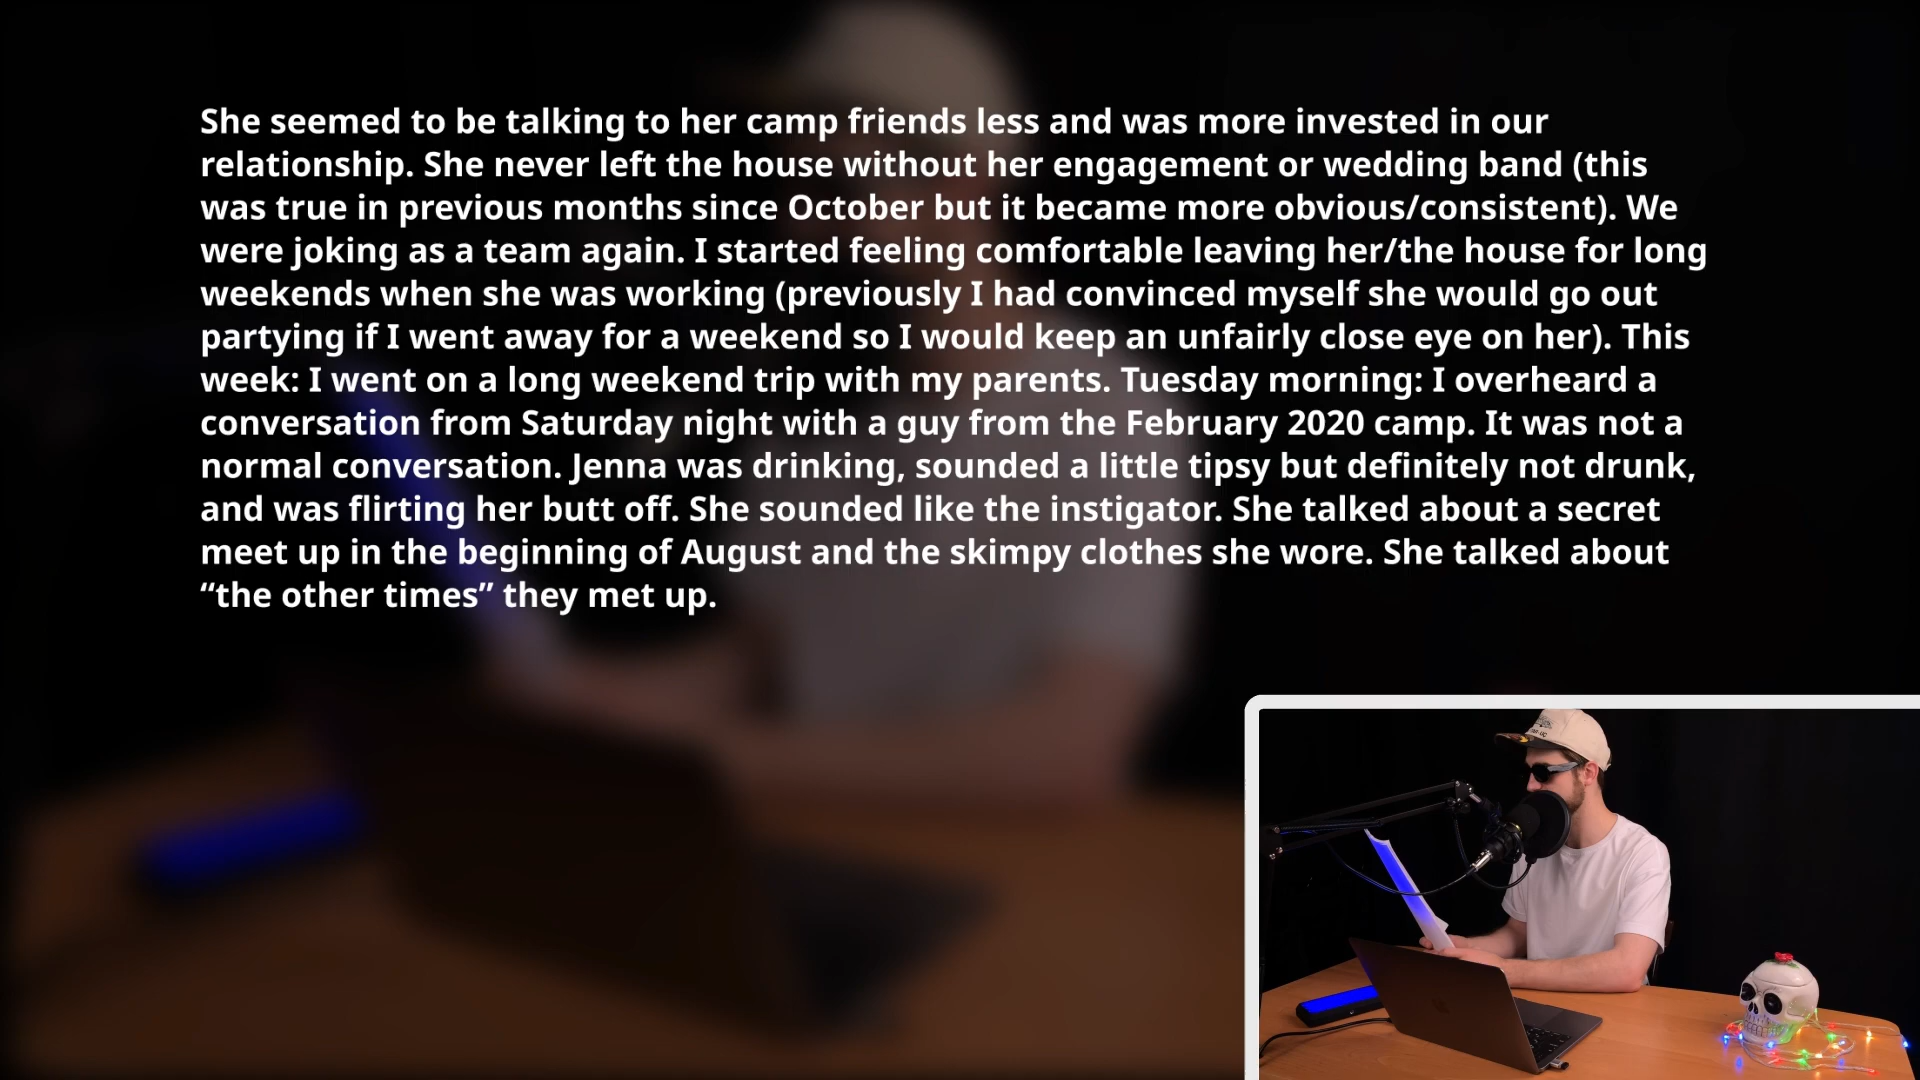 She seemed to be talking to her camp friends less and was more invested in our
relationship. She never left the house without her engagement or wedding band (this
was true in previous months since October but it became more obvious/consistent). We
were joking as a team again. I started feeling comfortable leaving her/the house for long
weekends when she was working (previously I had convinced myself she would go out
partying if I went away for a weekend so I would keep an unfairly close eye on her). This
week: I went on a long weekend trip with my parents. Tuesday morning: I overheard a
conversation from Saturday night with a guy from the February 2020 camp. It was not a
normal conversation. Jenna was drinking, sounded a little tipsy but definitely not drunk,
and was flirting her butt off. She sounded like the instigator. She talked about a secret
meet up in the beginning of August and the skimpy clothes she wore. She talked about
“the other times” they met up.